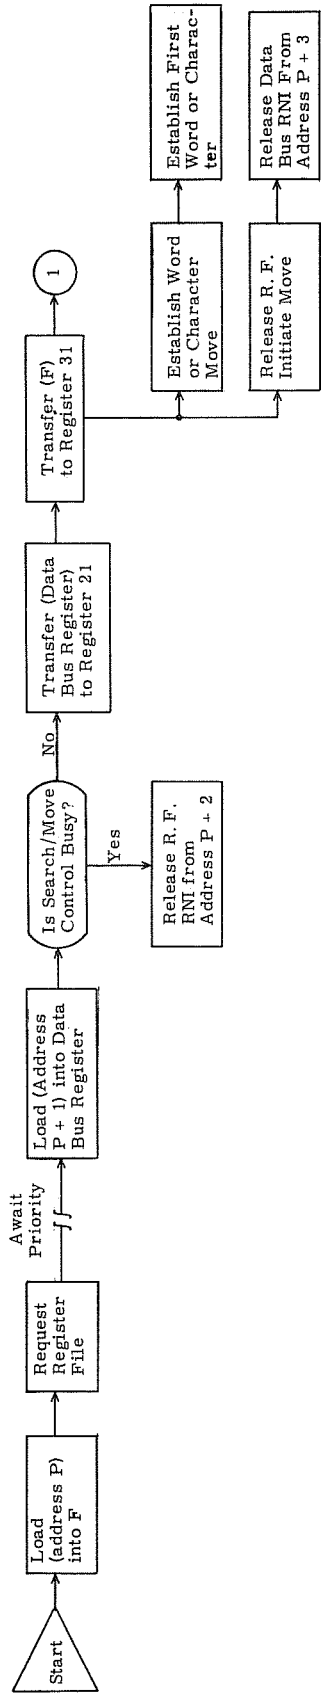 Start
Load
(address P)
into F
Request
Register
File
Await
Priority
Load (Address
P + 1) into Data
Bus Register
Is Search/Move
Control Busy?
No
Yes
Release R. F.
RNI from
Address P + 2
Transfer (Data
Bus Register)
to Register 21
Transfer (F)
to Register 31
1
Establish Word
or Character
Move
Establish First
Word or Charac-
ter
Release R. F.
Initiate Move
Release Data
Bus RNI From
Address P + 3